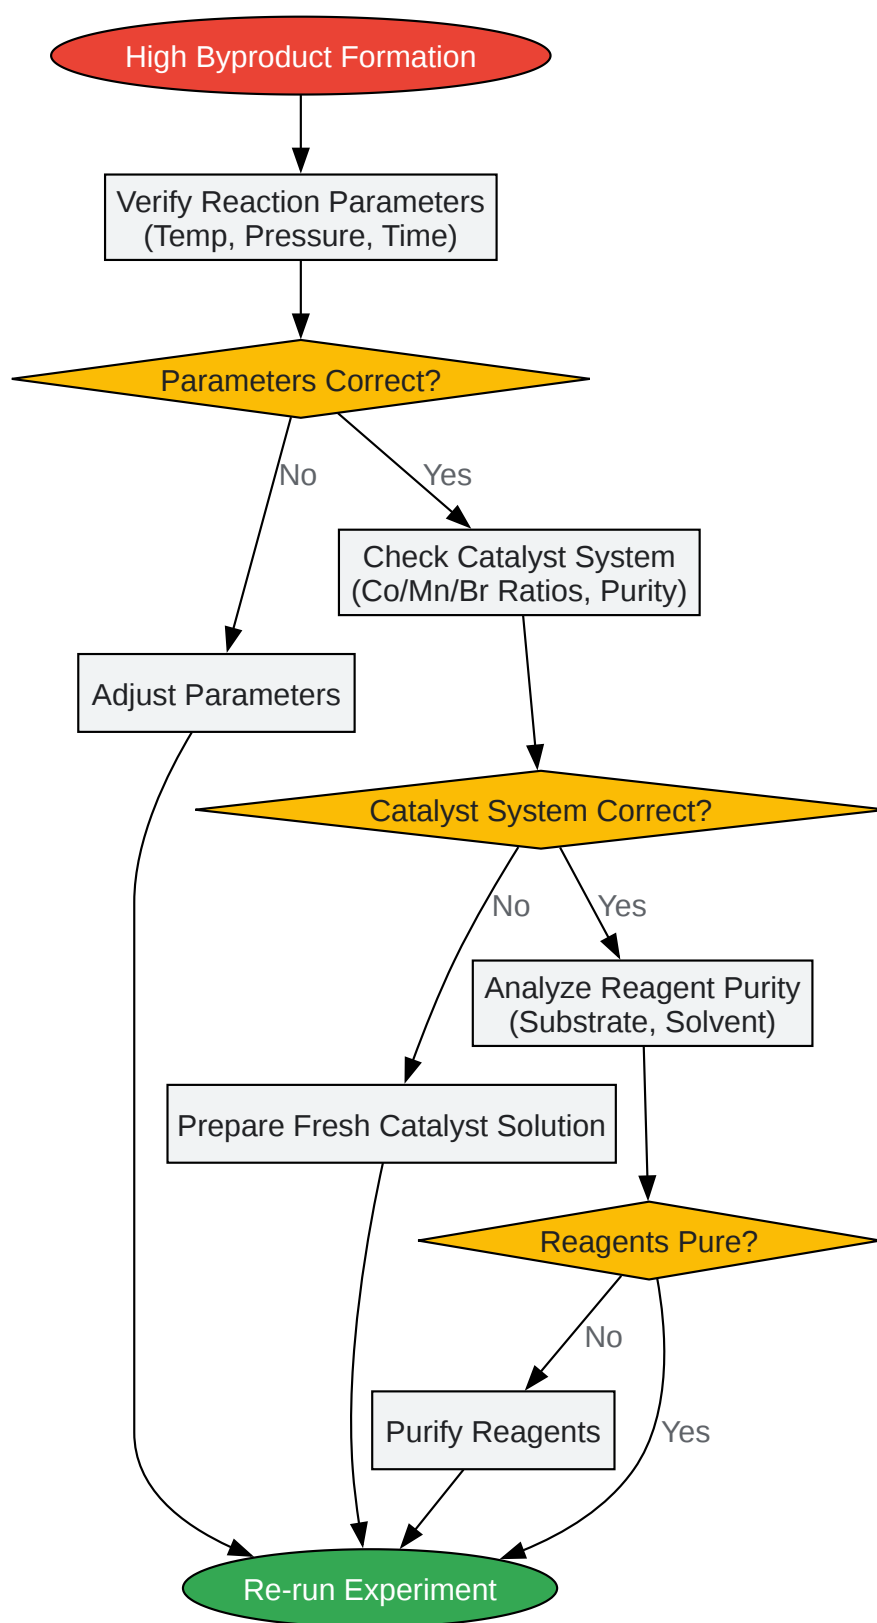 High Byproduct Formation
Verify Reaction Parameters
(Temp, Pressure, Time)
Parameters Correct?
No
Yes
Check Catalyst System
(Co/Mn/Br Ratios, Purity)
Adjust Parameters
Catalyst System Correct?
No
Yes
Analyze Reagent Purity
(Substrate, Solvent)
Prepare Fresh Catalyst Solution
Reagents Pure?
No
Purify Reagents
Yes
Re-run Experiment